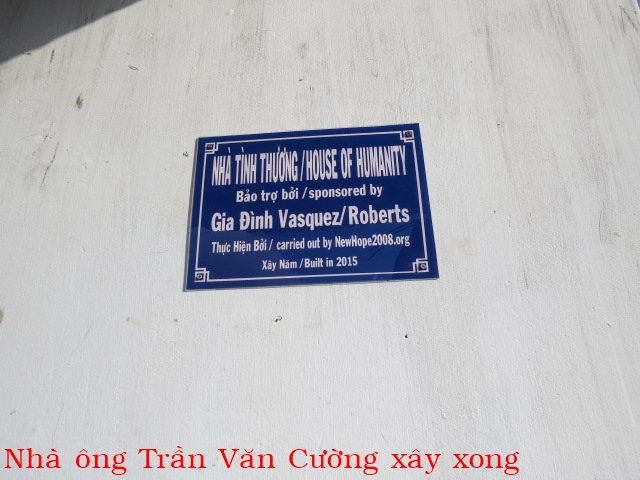 NHÀ TÌNH THƯƠNG / HOUSE OF HUMANITY
Bảo trợ bởi / sponsored by
Gia Đình Vasquez/Roberts
Thực Hiện Bởi / carried out by NewHope2008.org
Xây Năm / Built in 2015
Nhà ông Trần Văn Cường xây xong